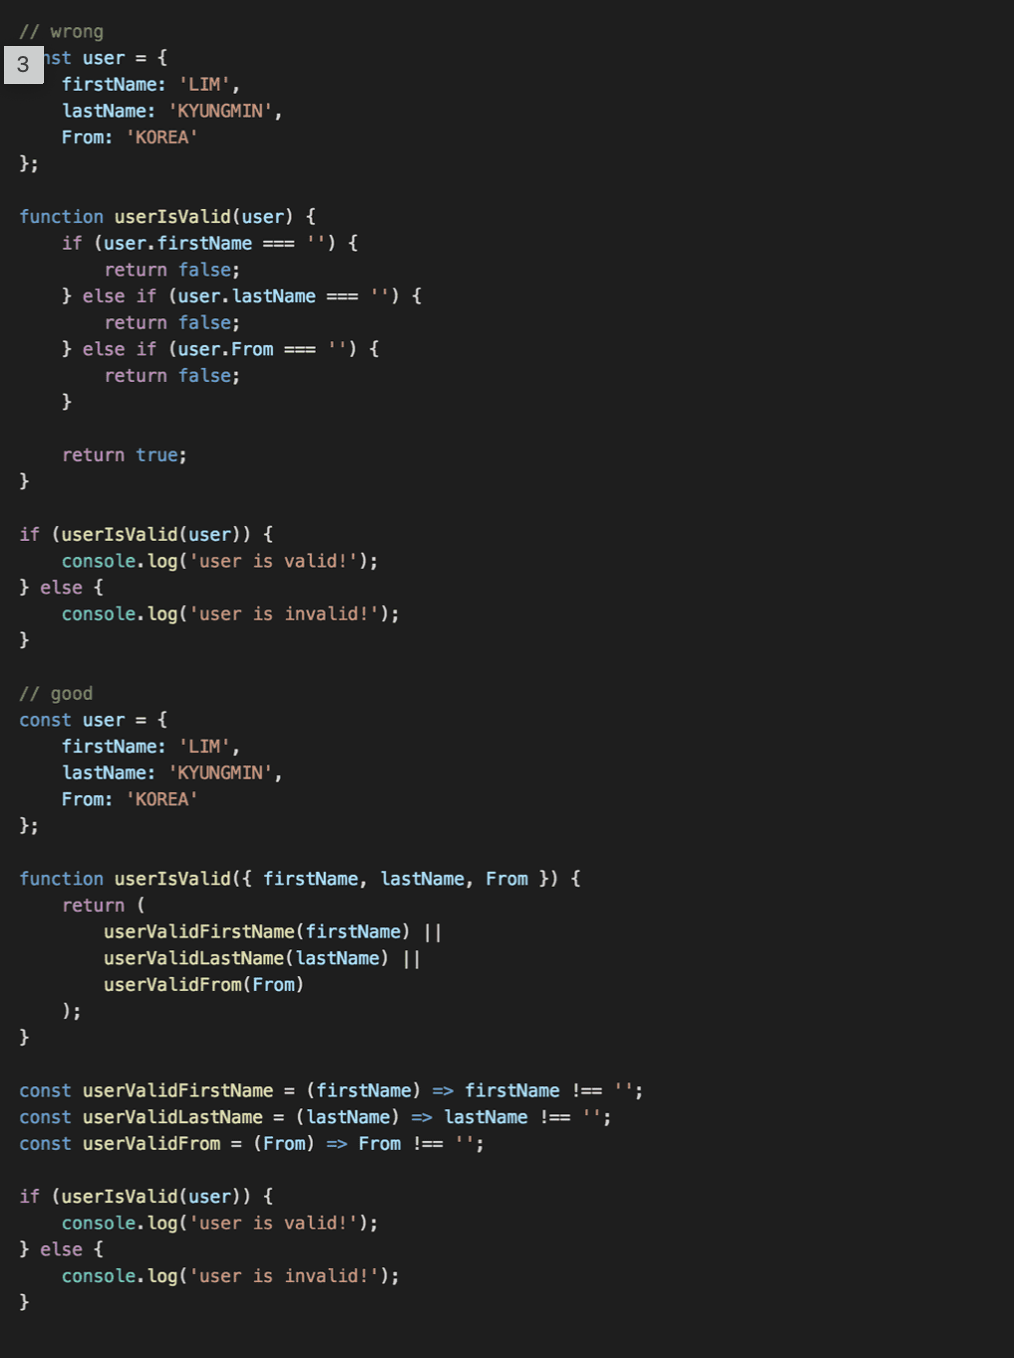 // wrong
3 nst user = {
    firstName: 'LIM',
    lastName: 'KYUNGMIN',
    From: 'KOREA'
};

function userIsValid(user) {
    if (user.firstName === '') {
        return false;
    } else if (user.lastName === '') {
        return false;
    } else if (user.From === '') {
        return false;
    }

    return true;
}

if (userIsValid(user)) {
    console.log('user is valid!');
} else {
    console.log('user is invalid!');
}

// good
const user = {
    firstName: 'LIM',
    lastName: 'KYUNGMIN',
    From: 'KOREA'
};

function userIsValid({ firstName, lastName, From }) {
    return (
        userValidFirstName(firstName) ||
        userValidLastName(lastName) ||
        userValidFrom(From)
    );
}

const userValidFirstName = (firstName) => firstName !== '';
const userValidLastName = (lastName) => lastName !== '';
const userValidFrom = (From) => From !== '';

if (userIsValid(user)) {
    console.log('user is valid!');
} else {
    console.log('user is invalid!');
}